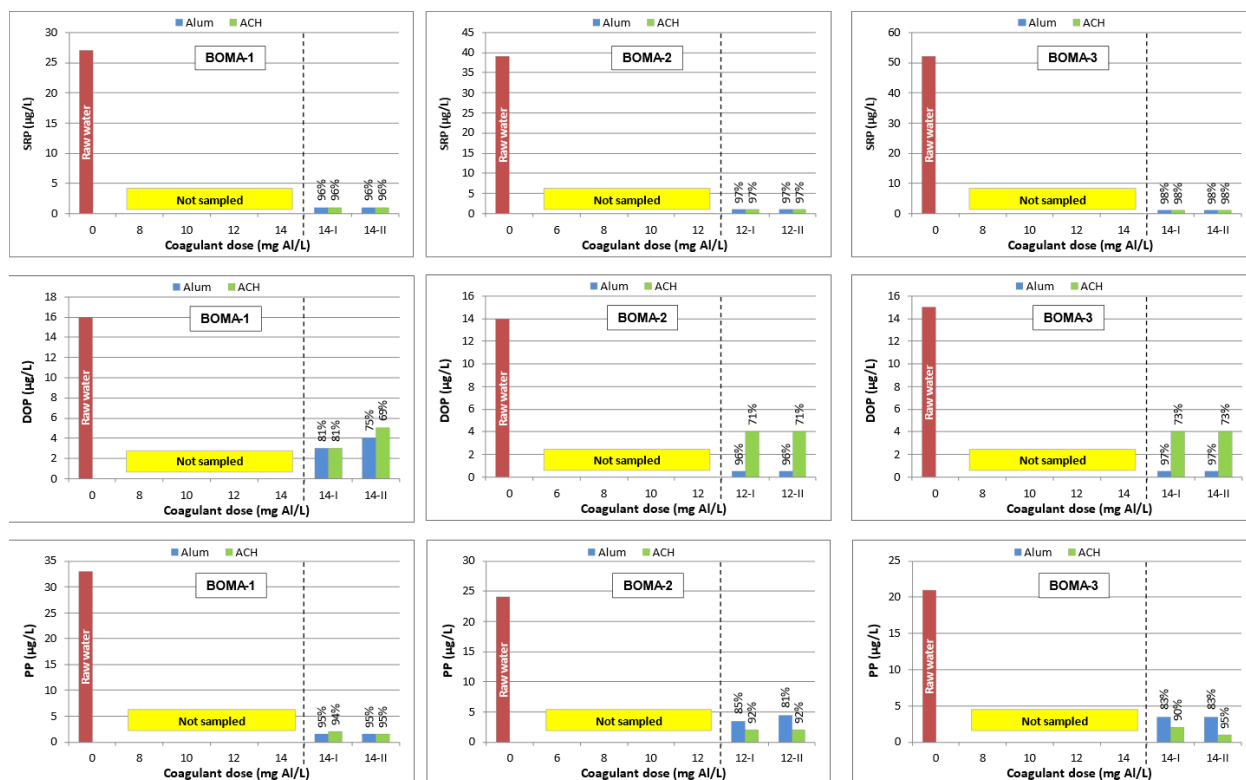 Alum ACH
BOMA-1
SRP (µg/L)
30
25
20
15
10
5
0
Raw water
Not sampled
96% 96% 96% 96%
0 8 10 12 14 14-I 14-II
Coagulant dose (mg Al/L)
Alum ACH
BOMA-2
SRP (µg/L)
45
40
35
30
25
20
15
10
5
0
Raw water
Not sampled
97% 97% 97% 97%
0 6 8 10 12 12-I 12-II
Coagulant dose (mg Al/L)
Alum ACH
BOMA-3
SRP (µg/L)
60
50
40
30
20
10
0
Raw water
Not sampled
98% 98% 98% 98%
0 8 10 12 14 14-I 14-II
Coagulant dose (mg Al/L)
Alum ACH
BOMA-1
DOP (µg/L)
18
16
14
12
10
8
6
4
2
0
Raw water
Not sampled
81% 81% 75% 69%
0 8 10 12 14 14-I 14-II
Coagulant dose (mg Al/L)
Alum ACH
BOMA-2
DOP (µg/L)
16
14
12
10
8
6
4
2
0
Raw water
Not sampled
96% 71% 96% 71%
0 6 8 10 12 12-I 12-II
Coagulant dose (mg Al/L)
Alum ACH
BOMA-3
DOP (µg/L)
16
14
12
10
8
6
4
2
0
Raw water
Not sampled
97% 73% 97% 73%
0 8 10 12 14 14-I 14-II
Coagulant dose (mg Al/L)
Alum ACH
BOMA-1
PP (µg/L)
35
30
25
20
15
10
5
0
Raw water
Not sampled
95% 94% 95% 95%
0 8 10 12 14 14-I 14-II
Coagulant dose (mg Al/L)
Alum ACH
BOMA-2
PP (µg/L)
30
25
20
15
10
5
0
Raw water
Not sampled
85% 92% 81% 92%
0 6 8 10 12 12-I 12-II
Coagulant dose (mg Al/L)
Alum ACH
BOMA-3
PP (µg/L)
25
20
15
10
5
0
Raw water
Not sampled
83% 90% 83% 95%
0 8 10 12 14 14-I 14-II
Coagulant dose (mg Al/L)